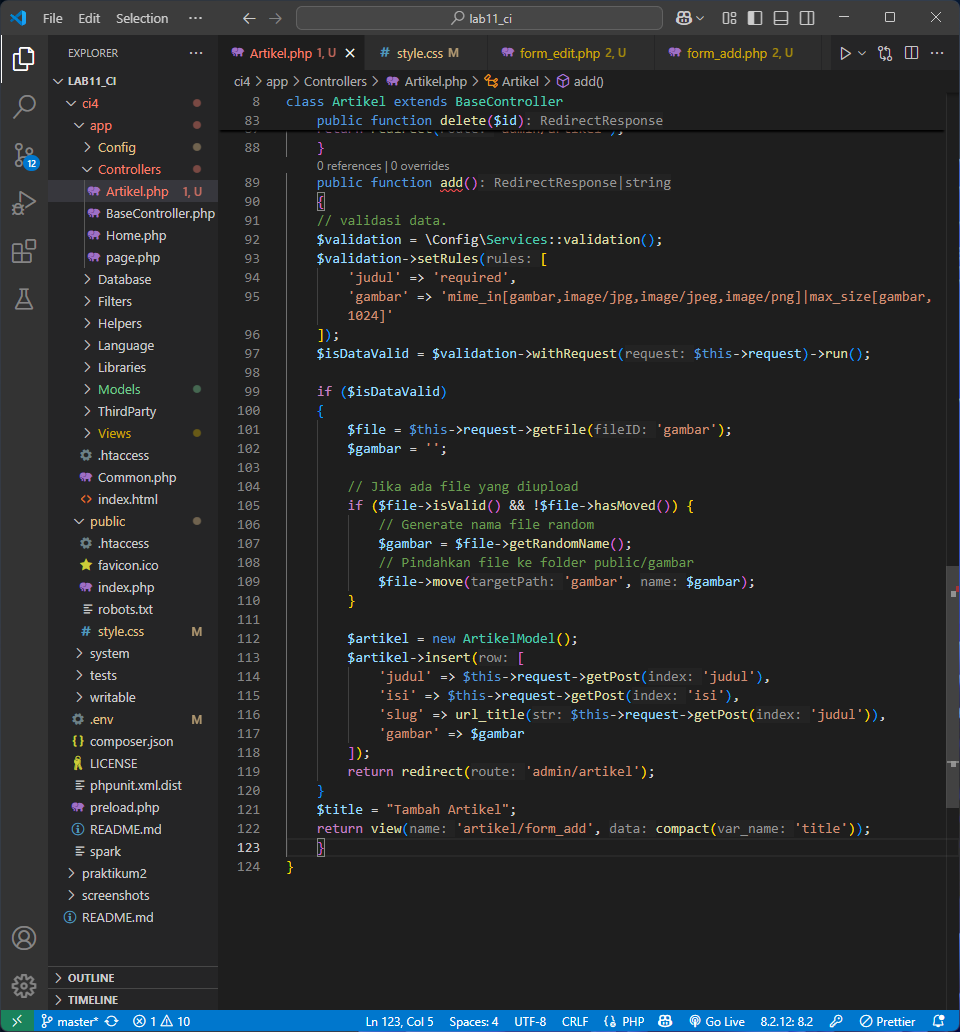 File Edit Selection ··· lab11_ci
EXPLORER ···
LAB11_CI
ci4
app
Config
Controllers
Artikel.php 1, U
BaseController.php
Home.php
page.php
Database
Filters
Helpers
Language
Libraries
Models
ThirdParty
Views
.htaccess
Common.php
index.html
public
.htaccess
favicon.ico
index.php
robots.txt
style.css M
system
tests
writable
.env M
composer.json
LICENSE
phpunit.xml.dist
preload.php
README.md
spark
praktikum2
screenshots
README.md
OUTLINE
TIMELINE
12
Artikel.php 1, U style.css M form_edit.php 2, U form_add.php 2, U
ci4 > app > Controllers > Artikel.php > Artikel > add()
8 class Artikel extends BaseController
83 public function delete($id): RedirectResponse
88 }
0 references | 0 overrides
89 public function add(): RedirectResponse|string
90 {
91 // validasi data.
92 $validation = \Config\Services::validation();
93 $validation->setRules(rules: [
94 'judul' => 'required',
95 'gambar' => 'mime_in[gambar,image/jpg,image/jpeg,image/png]|max_size[gambar,
1024]'
96 ]);
97 $isDataValid = $validation->withRequest(request: $this->request)->run();
98
99 if ($isDataValid)
100 {
101 $file = $this->request->getFile(fileID: 'gambar');
102 $gambar = '';
103
104 // Jika ada file yang diupload
105 if ($file->isValid() && !$file->hasMoved()) {
106 // Generate nama file random
107 $gambar = $file->getRandomName();
108 // Pindahkan file ke folder public/gambar
109 $file->move(targetPath: 'gambar', name: $gambar);
110 }
111
112 $artikel = new ArtikelModel();
113 $artikel->insert(row: [
114 'judul' => $this->request->getPost(index: 'judul'),
115 'isi' => $this->request->getPost(index: 'isi'),
116 'slug' => url_title(str: $this->request->getPost(index: 'judul')),
117 'gambar' => $gambar
118 ]);
119 return redirect(route: 'admin/artikel');
120 }
121 $title = "Tambah Artikel";
122 return view(name: 'artikel/form_add', data: compact(var_name: 'title'));
123 }
124 }
master* 1 10 Ln 123, Col 5 Spaces: 4 UTF-8 CRLF {} PHP Go Live 8.2.12: 8.2 Prettier